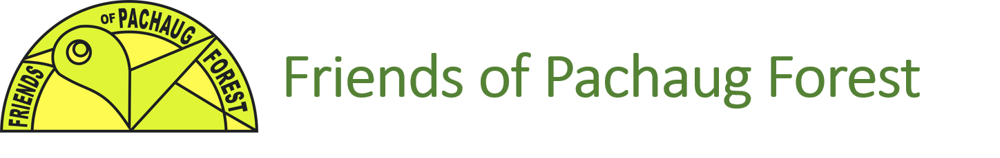 FRIENDS OF PACHAUG FOREST
Friends of Pachaug Forest